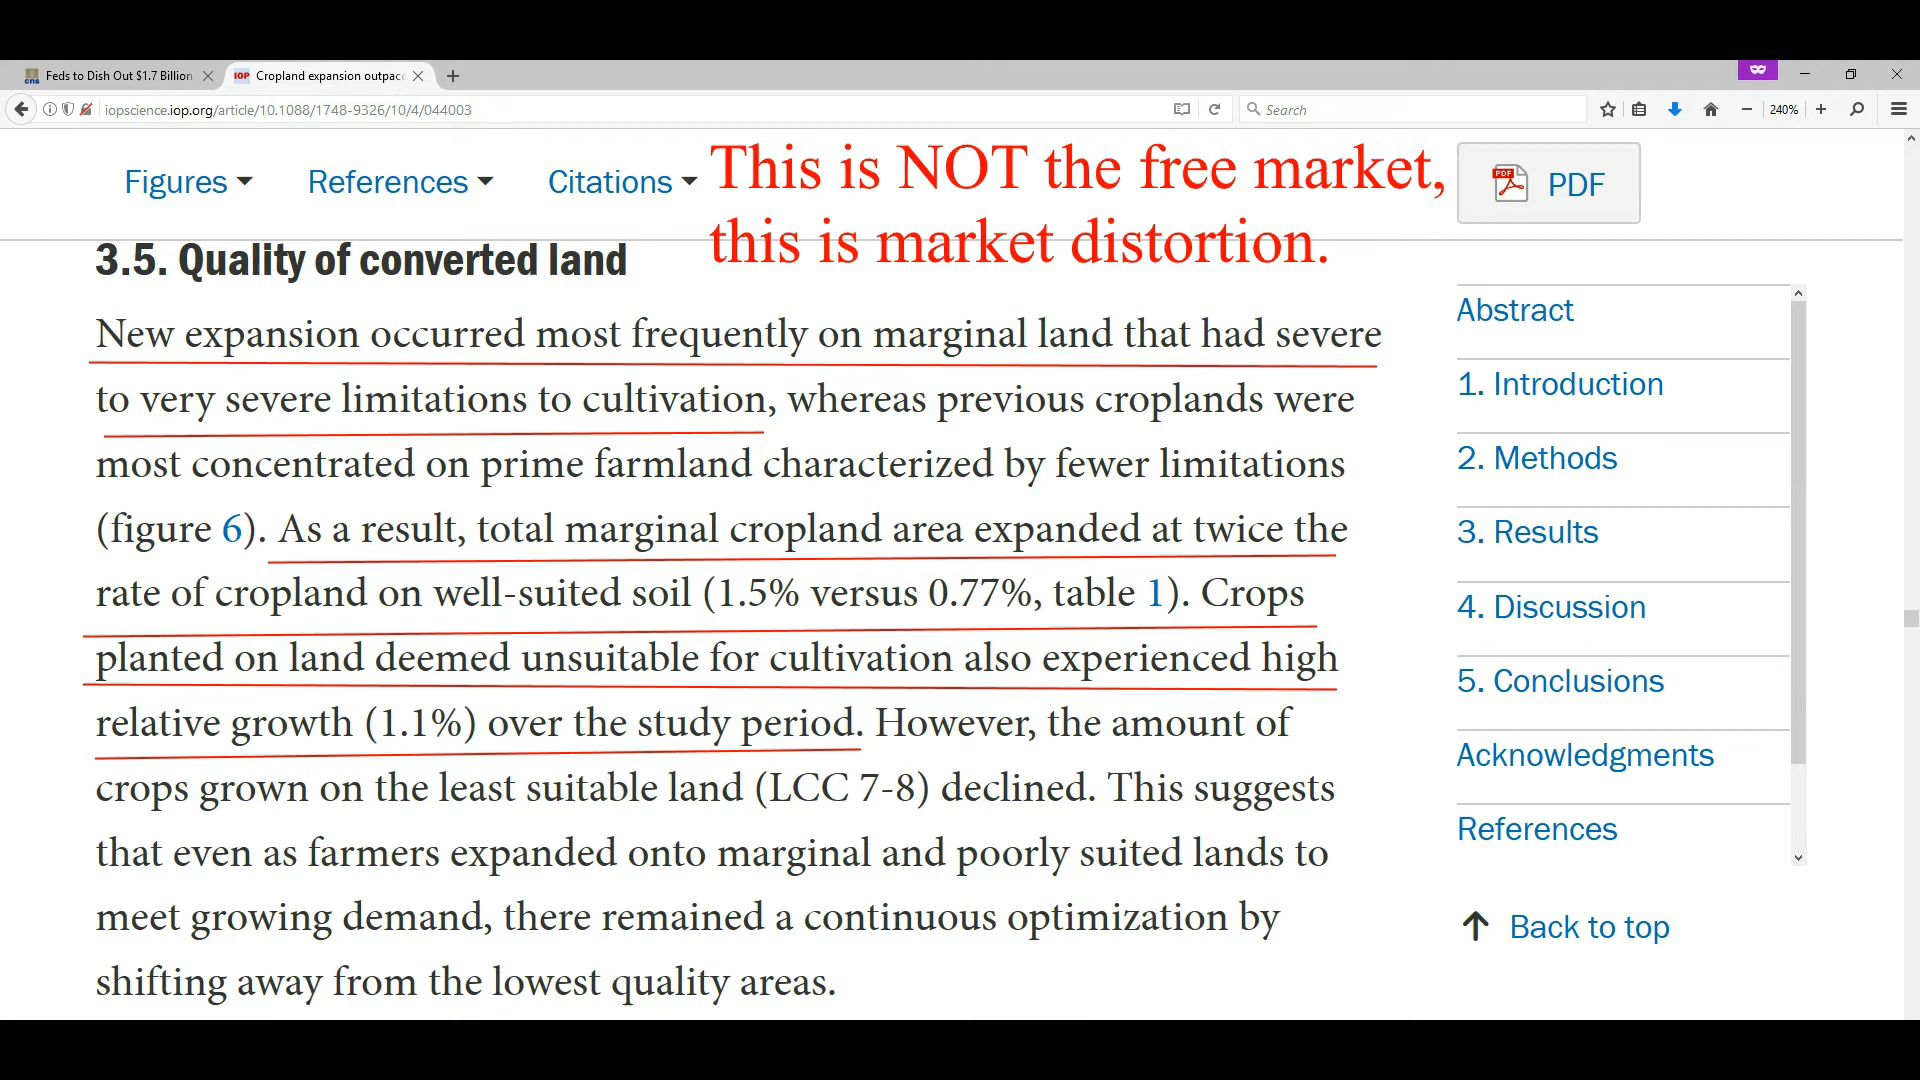 cns Feds to Dish Out $1.7 Billion
IOP Cropland expansion outpace
iopscience.iop.org/article/10.1088/1748-9326/10/4/044003
Search
240%
Figures References Citations
This is NOT the free market,
this is market distortion.
PDF PDF
3.5. Quality of converted land
New expansion occurred most frequently on marginal land that had severe
to very severe limitations to cultivation, whereas previous croplands were
most concentrated on prime farmland characterized by fewer limitations
(figure 6). As a result, total marginal cropland area expanded at twice the
rate of cropland on well-suited soil (1.5% versus 0.77%, table 1). Crops
planted on land deemed unsuitable for cultivation also experienced high
relative growth (1.1%) over the study period. However, the amount of
crops grown on the least suitable land (LCC 7-8) declined. This suggests
that even as farmers expanded onto marginal and poorly suited lands to
meet growing demand, there remained a continuous optimization by
shifting away from the lowest quality areas.
Abstract
1. Introduction
2. Methods
3. Results
4. Discussion
5. Conclusions
Acknowledgments
References
Back to top